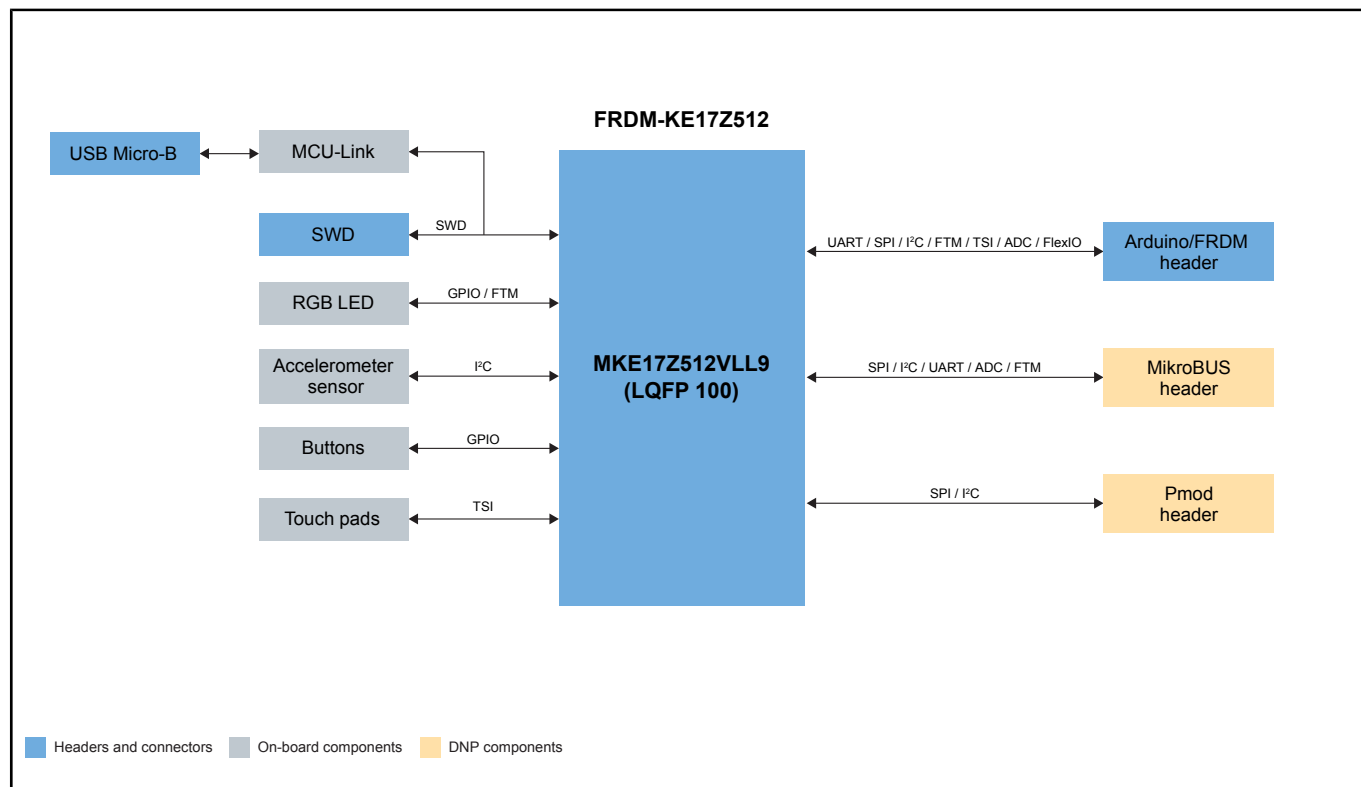 FRDM-KE17Z512
USB Micro-B
MCU-Link
SWD
SWD
RGB LED
GPIO / FTM
Accelerometer
sensor
I²C
Buttons
GPIO
Touch pads
TSI
MKE17Z512VLL9
(LQFP 100)
UART / SPI / I²C / FTM / TSI / ADC / FlexIO
Arduino/FRDM
header
SPI / I²C / UART / ADC / FTM
MikroBUS
header
SPI / I²C
Pmod
header
Headers and connectors
On-board components
DNP components